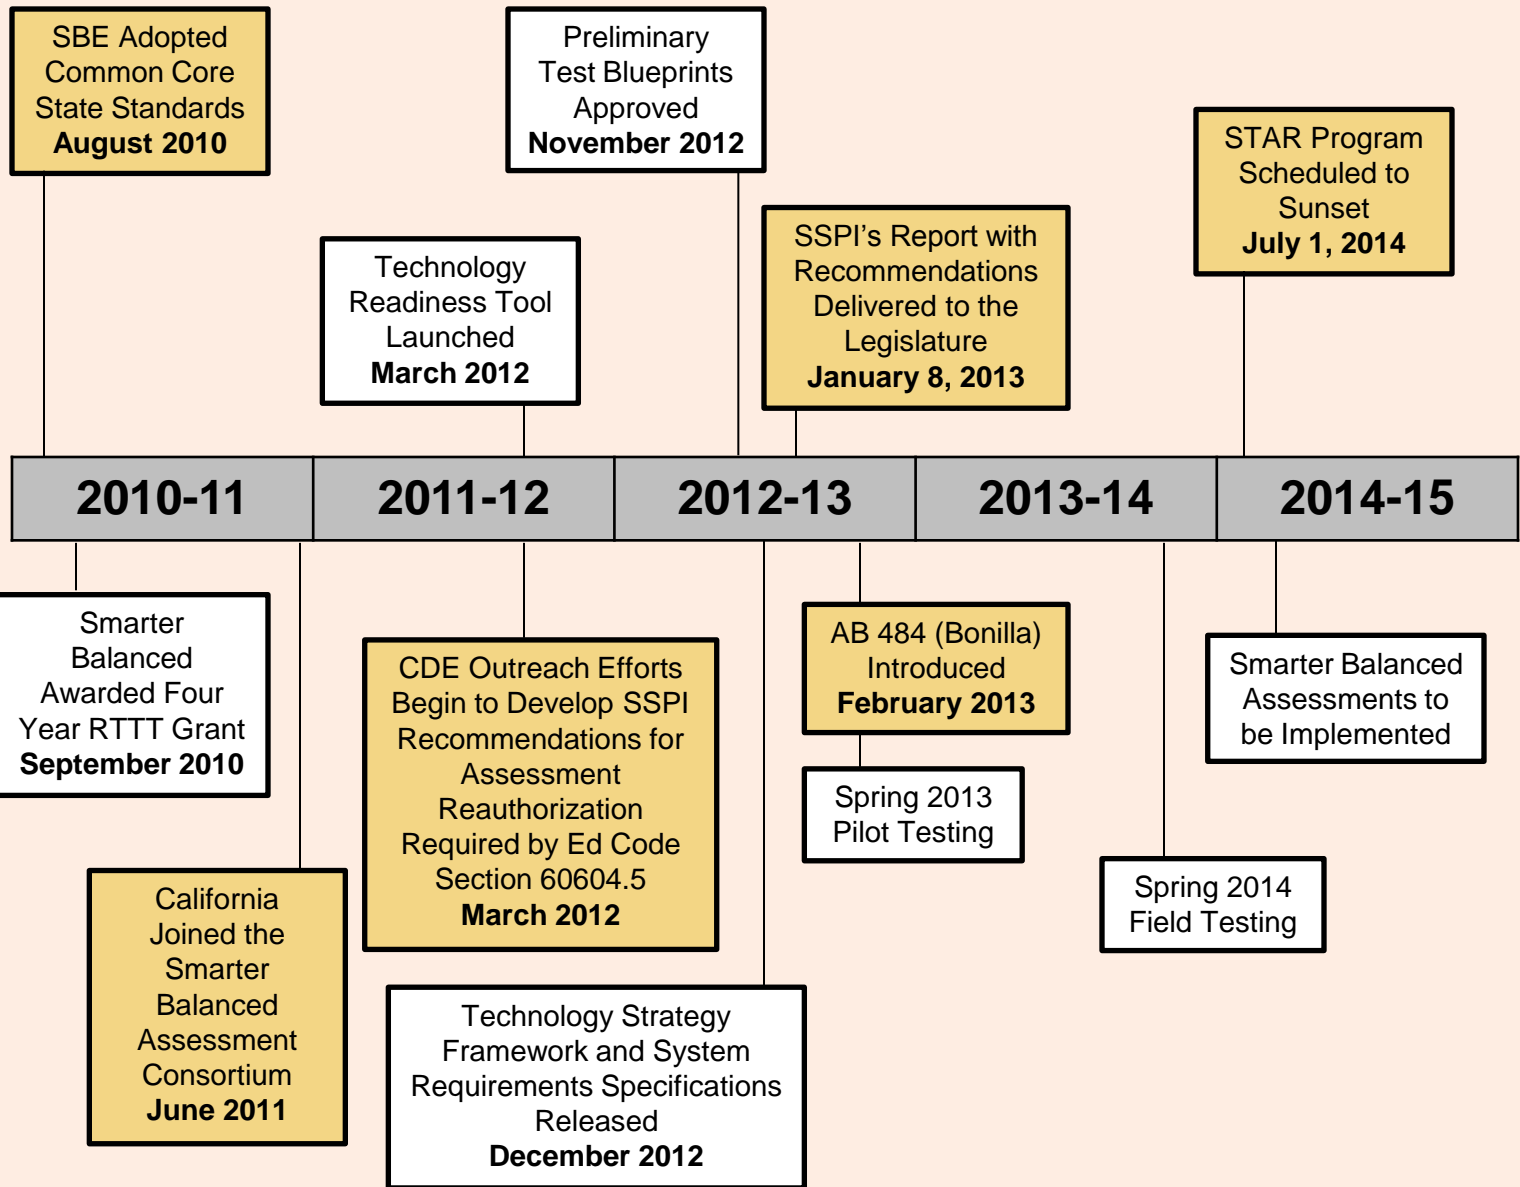 SBE Adopted
Common Core
State Standards
August 2010
Preliminary
Test Blueprints
Approved
November 2012
STAR Program
Scheduled to
Sunset
July 1, 2014
Technology
Readiness Tool
Launched
March 2012
SSPI’s Report with
Recommendations
Delivered to the
Legislature
January 8, 2013
2010-11
2011-12
2012-13
2013-14
2014-15
Smarter
Balanced
Awarded Four
Year RTTT Grant
September 2010
CDE Outreach Efforts
Begin to Develop SSPI
Recommendations for
Assessment
Reauthorization
Required by Ed Code
Section 60604.5
March 2012
AB 484 (Bonilla)
Introduced
February 2013
Smarter Balanced
Assessments to
be Implemented
Spring 2013
Pilot Testing
California
Joined the
Smarter
Balanced
Assessment
Consortium
June 2011
Spring 2014
Field Testing
Technology Strategy
Framework and System
Requirements Specifications
Released
December 2012